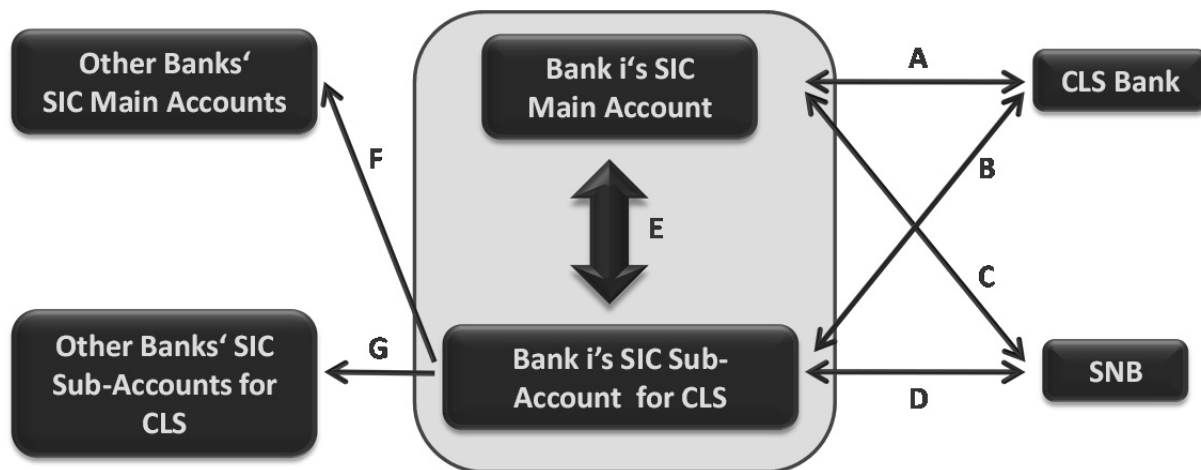 Other Banks‘
SIC Main Accounts
Bank i‘s SIC
Main Account
A
CLS Bank
F
B
E
C
Other Banks‘ SIC
Sub-Accounts for
CLS
G
Bank i’s SIC Sub-
Account for CLS
D
SNB